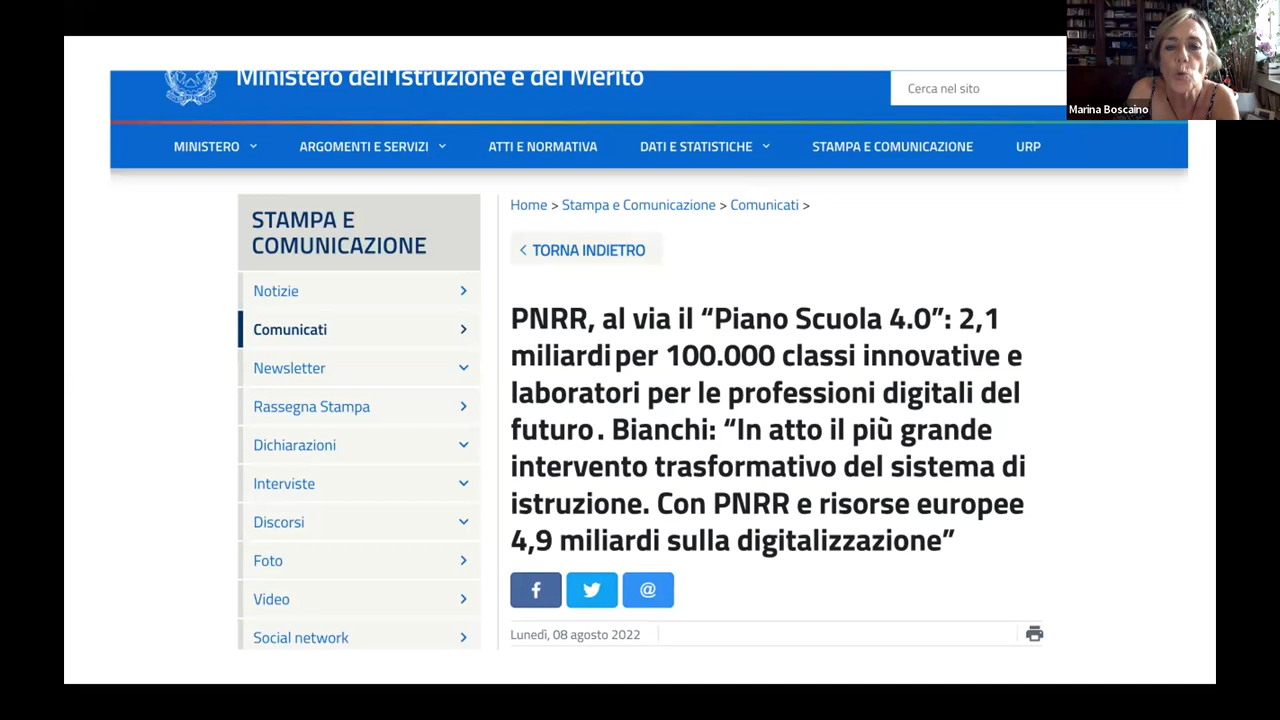 Ministero dell'Istruzione e del Merito
Cerca nel sito
Marina Boscaino
MINISTERO
ARGOMENTI E SERVIZI
ATTI E NORMATIVA
DATI E STATISTICHE
STAMPA E COMUNICAZIONE
URP
STAMPA E
COMUNICAZIONE
Notizie
Comunicati
Newsletter
Rassegna Stampa
Dichiarazioni
Interviste
Discorsi
Foto
Video
Social network
Home > Stampa e Comunicazione > Comunicati >
< TORNA INDIETRO
PNRR, al via il “Piano Scuola 4.0”: 2,1
miliardi per 100.000 classi innovative e
laboratori per le professioni digitali del
futuro. Bianchi: “In atto il più grande
intervento trasformativo del sistema di
istruzione. Con PNRR e risorse europee
4,9 miliardi sulla digitalizzazione”
Lunedì, 08 agosto 2022